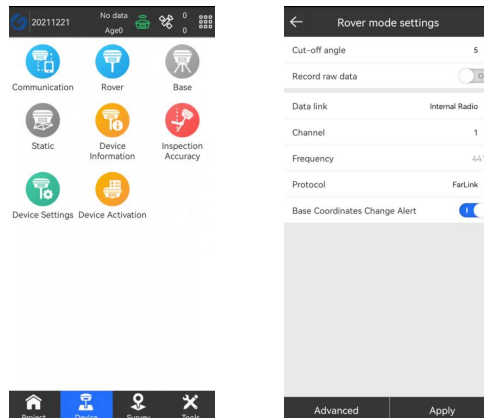 20211221
No data
Age0
0
0
Communication
Rover
Base
Static
Device
Information
Inspection
Accuracy
Device Settings
Device Activation
Project
Device
Survey
Tools
Rover mode settings
Cut-off angle 5
Record raw data
Data link Internal Radio
Channel 1
Frequency
Protocol FarLink
Base Coordinates Change Alert
Advanced
Apply